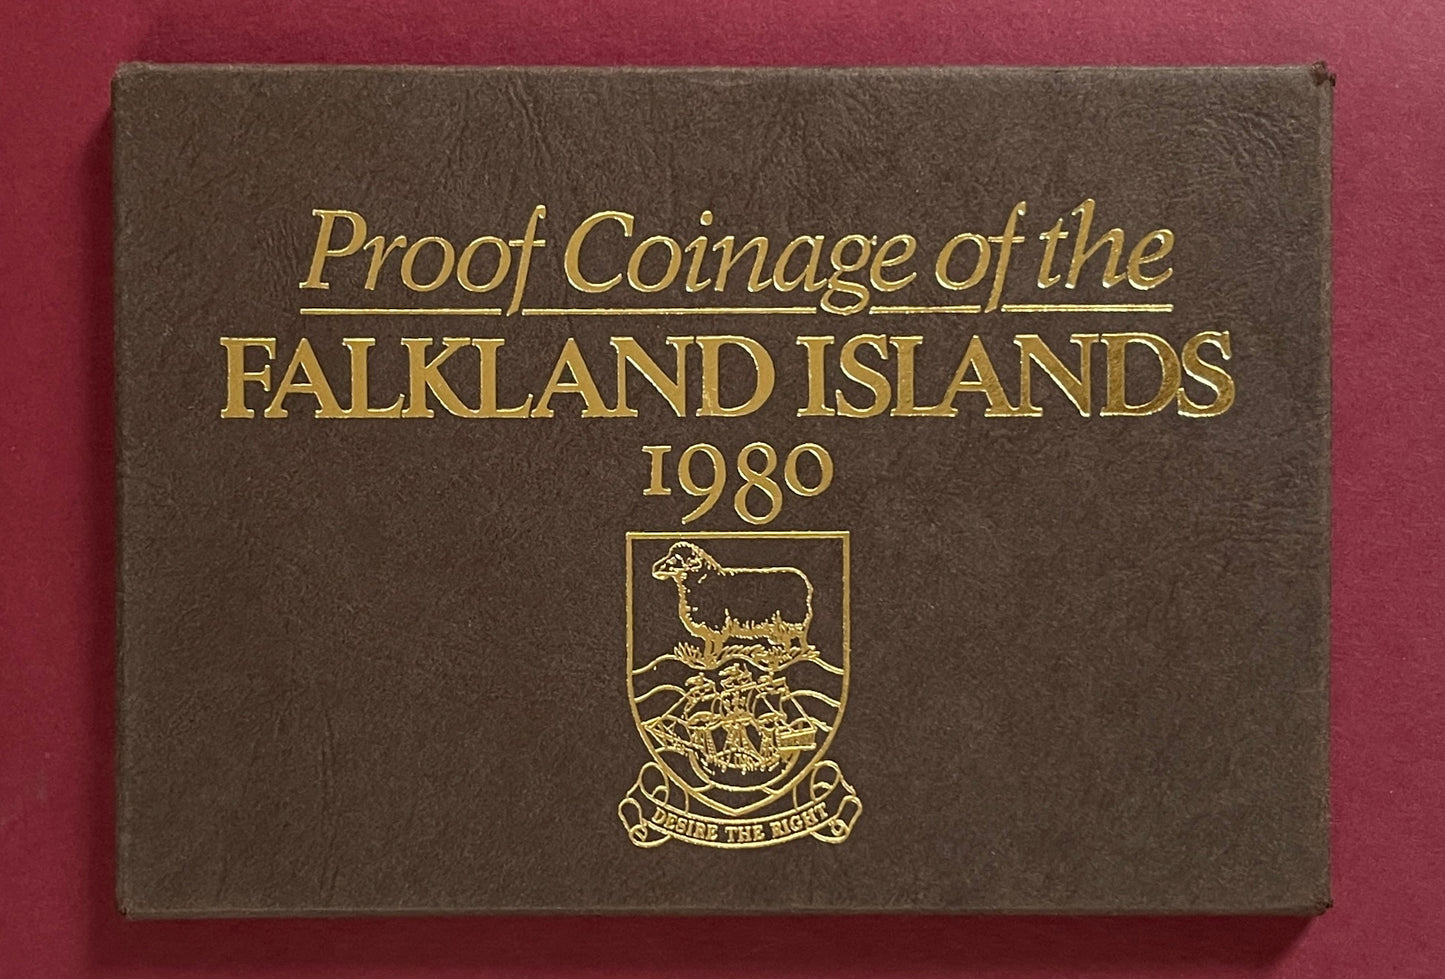 Proof Coinage of the
FALKLAND ISLANDS
1980
DESIRE THE RIGHT